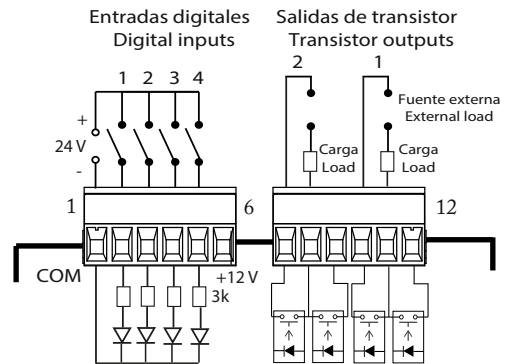 Entradas digitales
Digital inputs
Salidas de transistor
Transistor outputs
1 2 3 4
2 1
+
24 V
-
Fuente externa
External load
Carga
Load
Carga
Load
1 6 12
COM
+12 V
3k